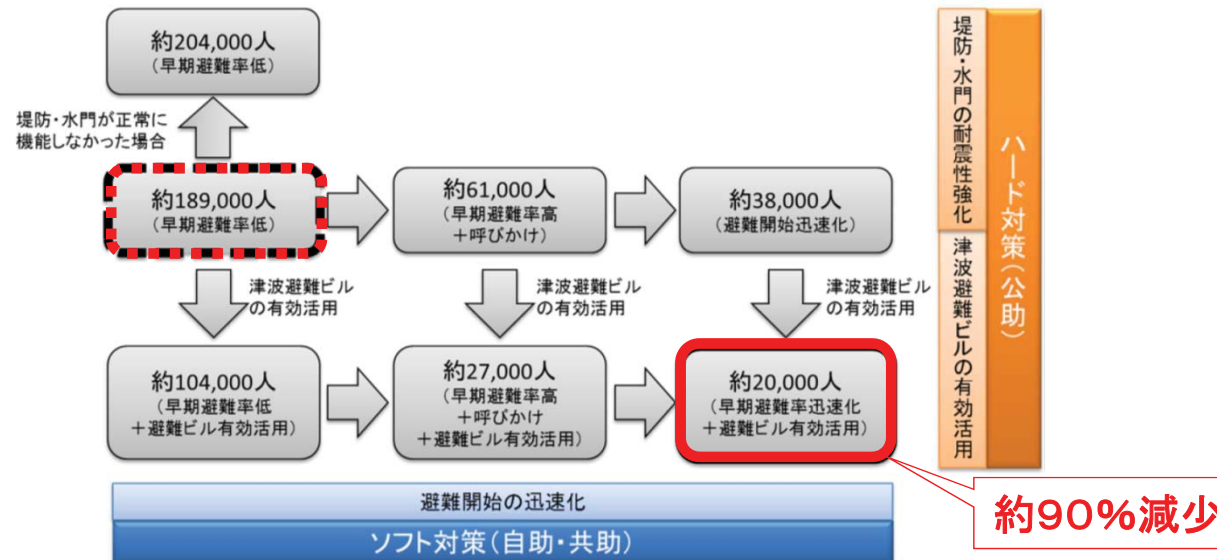 約204,000人
（早期避難率低）
堤防・水門が正常に
機能しなかった場合
約189,000人
（早期避難率低）
約61,000人
（早期避難率高
＋呼びかけ）
約38,000人
（避難開始迅速化）
津波避難ビル
の有効活用
津波避難ビル
の有効活用
津波避難ビル
の有効活用
約104,000人
（早期避難率低
＋避難ビル有効活用）
約27,000人
（早期避難率高
＋呼びかけ
＋避難ビル有効活用）
約20,000人
（早期避難率迅速化
＋避難ビル有効活用）
避難開始の迅速化
ソフト対策（自助・共助）
堤防・水門の耐震性強化
津波避難ビルの有効活用
ハード対策（公助）
約90%減少